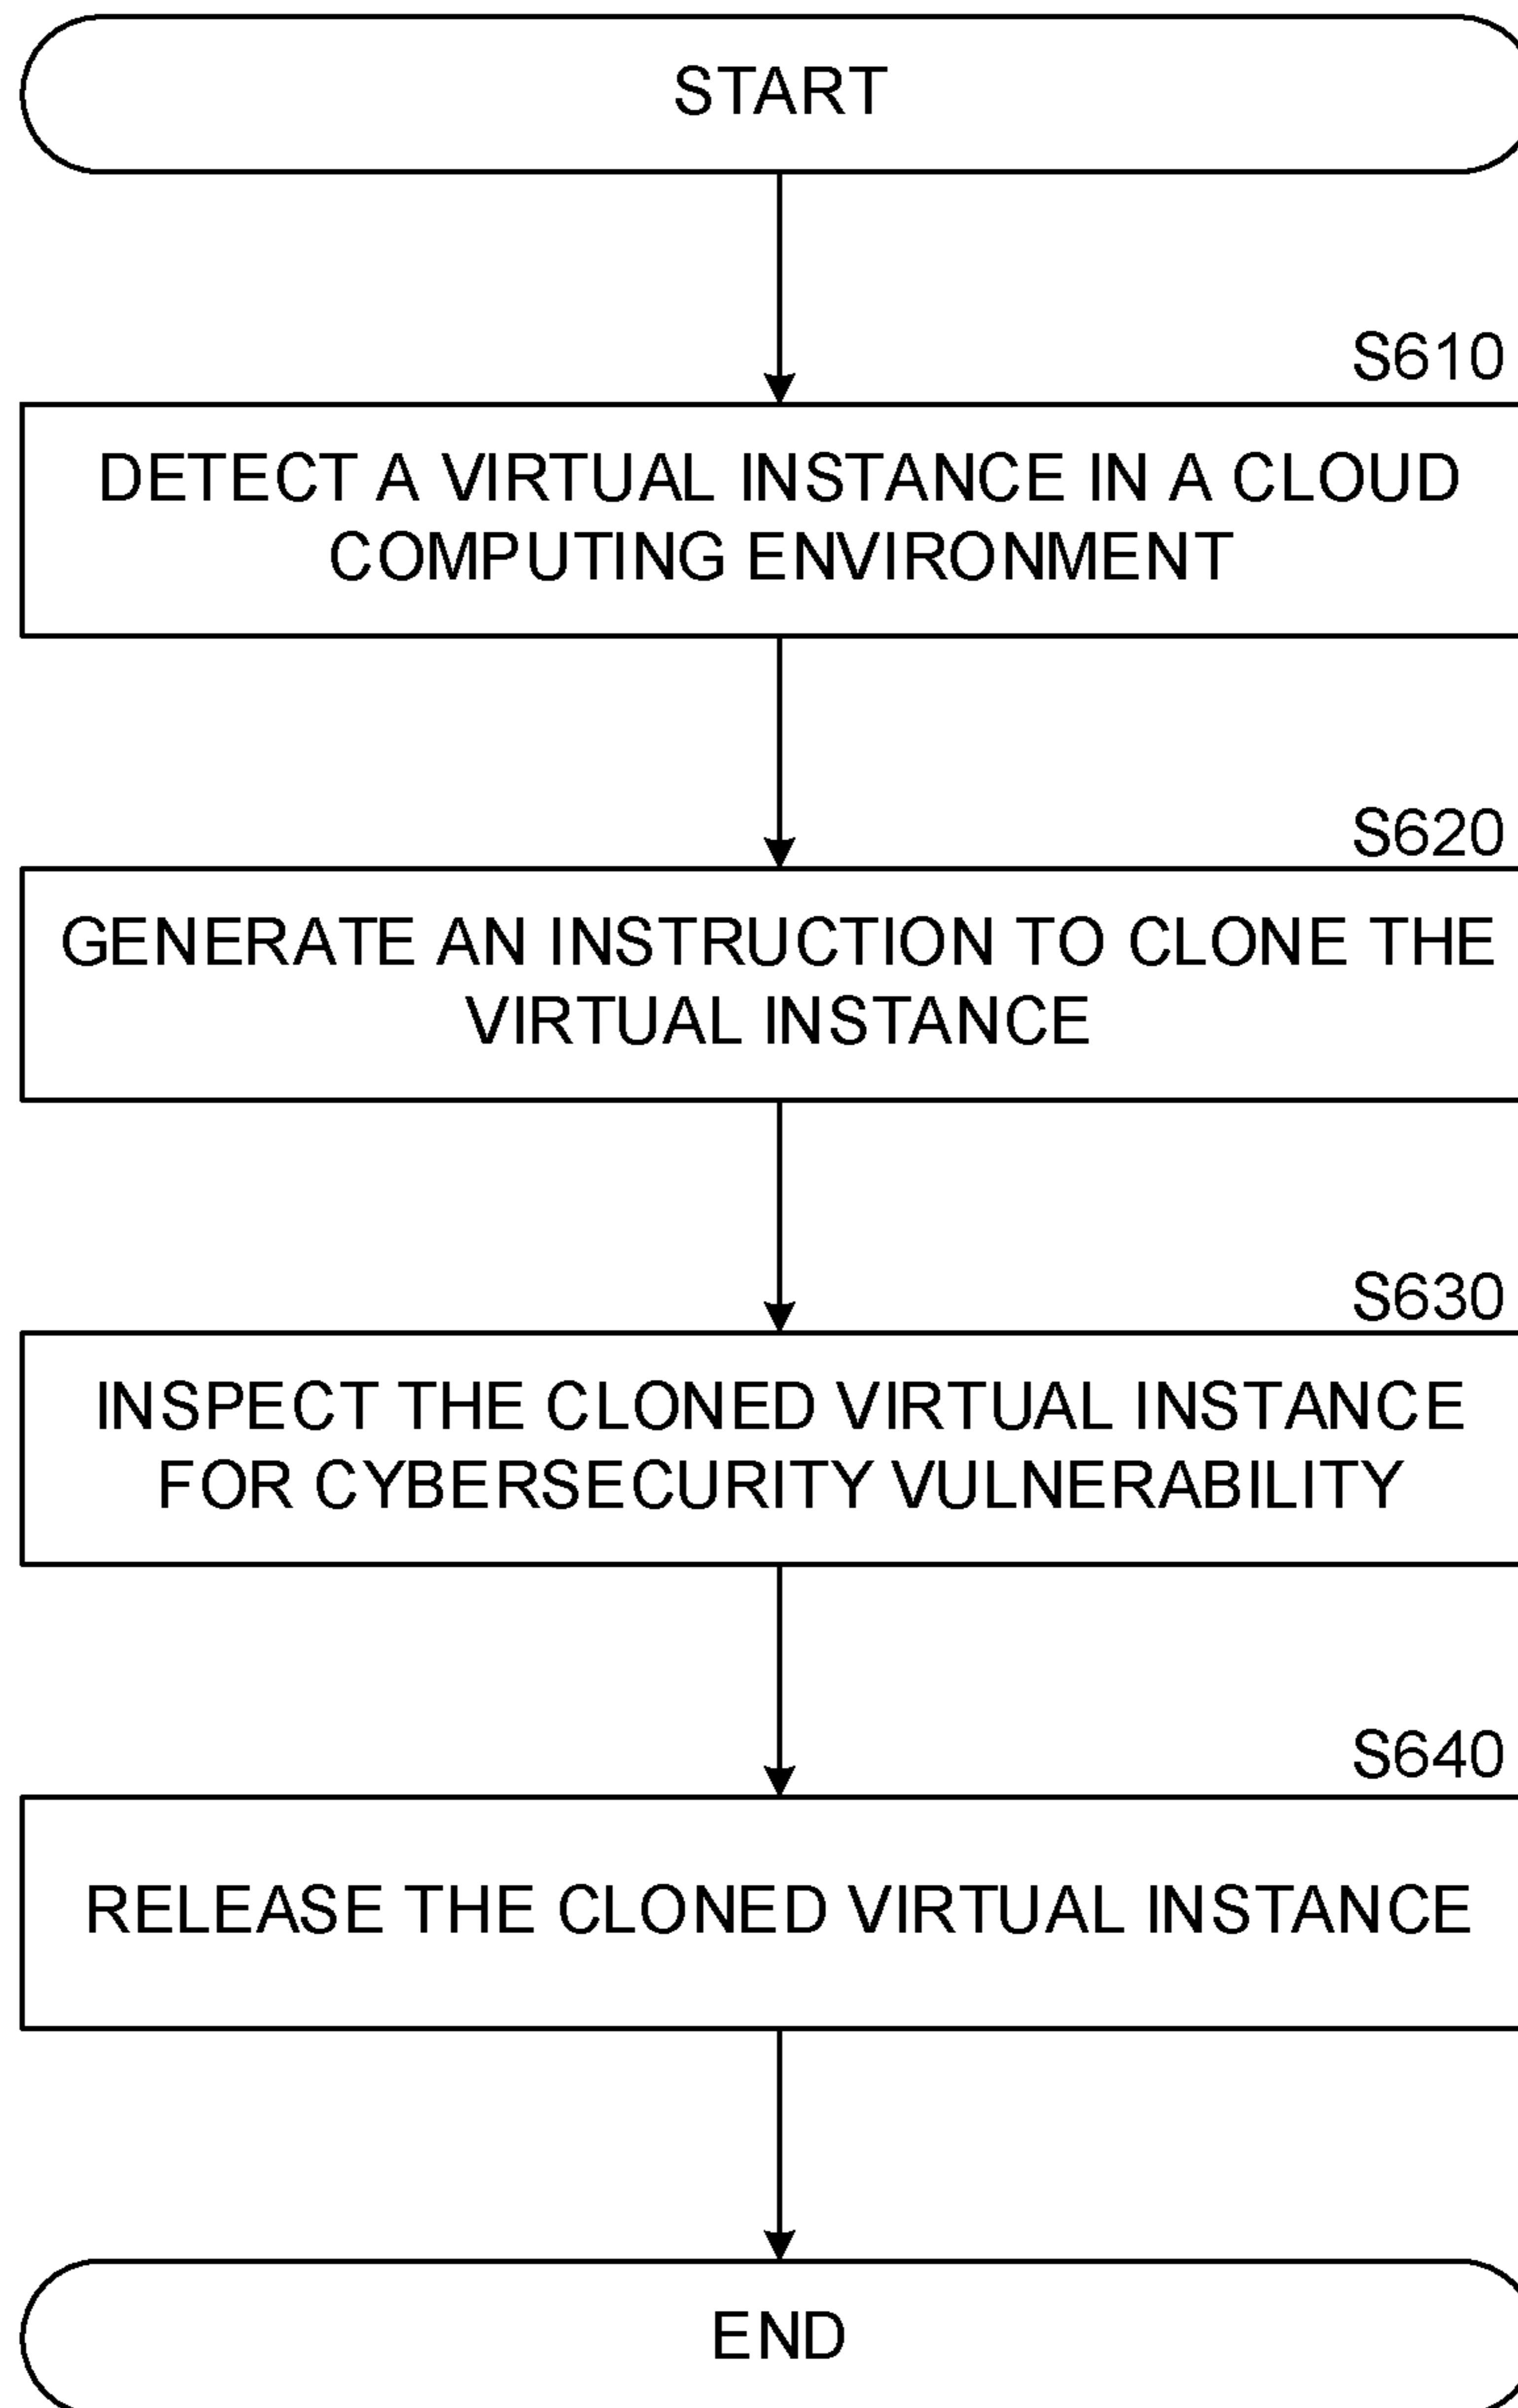 START
S610
DETECT A VIRTUAL INSTANCE IN A CLOUD
COMPUTING ENVIRONMENT
S620
GENERATE AN INSTRUCTION TO CLONE THE
VIRTUAL INSTANCE
S630
INSPECT THE CLONED VIRTUAL INSTANCE
FOR CYBERSECURITY VULNERABILITY
S640
RELEASE THE CLONED VIRTUAL INSTANCE
END